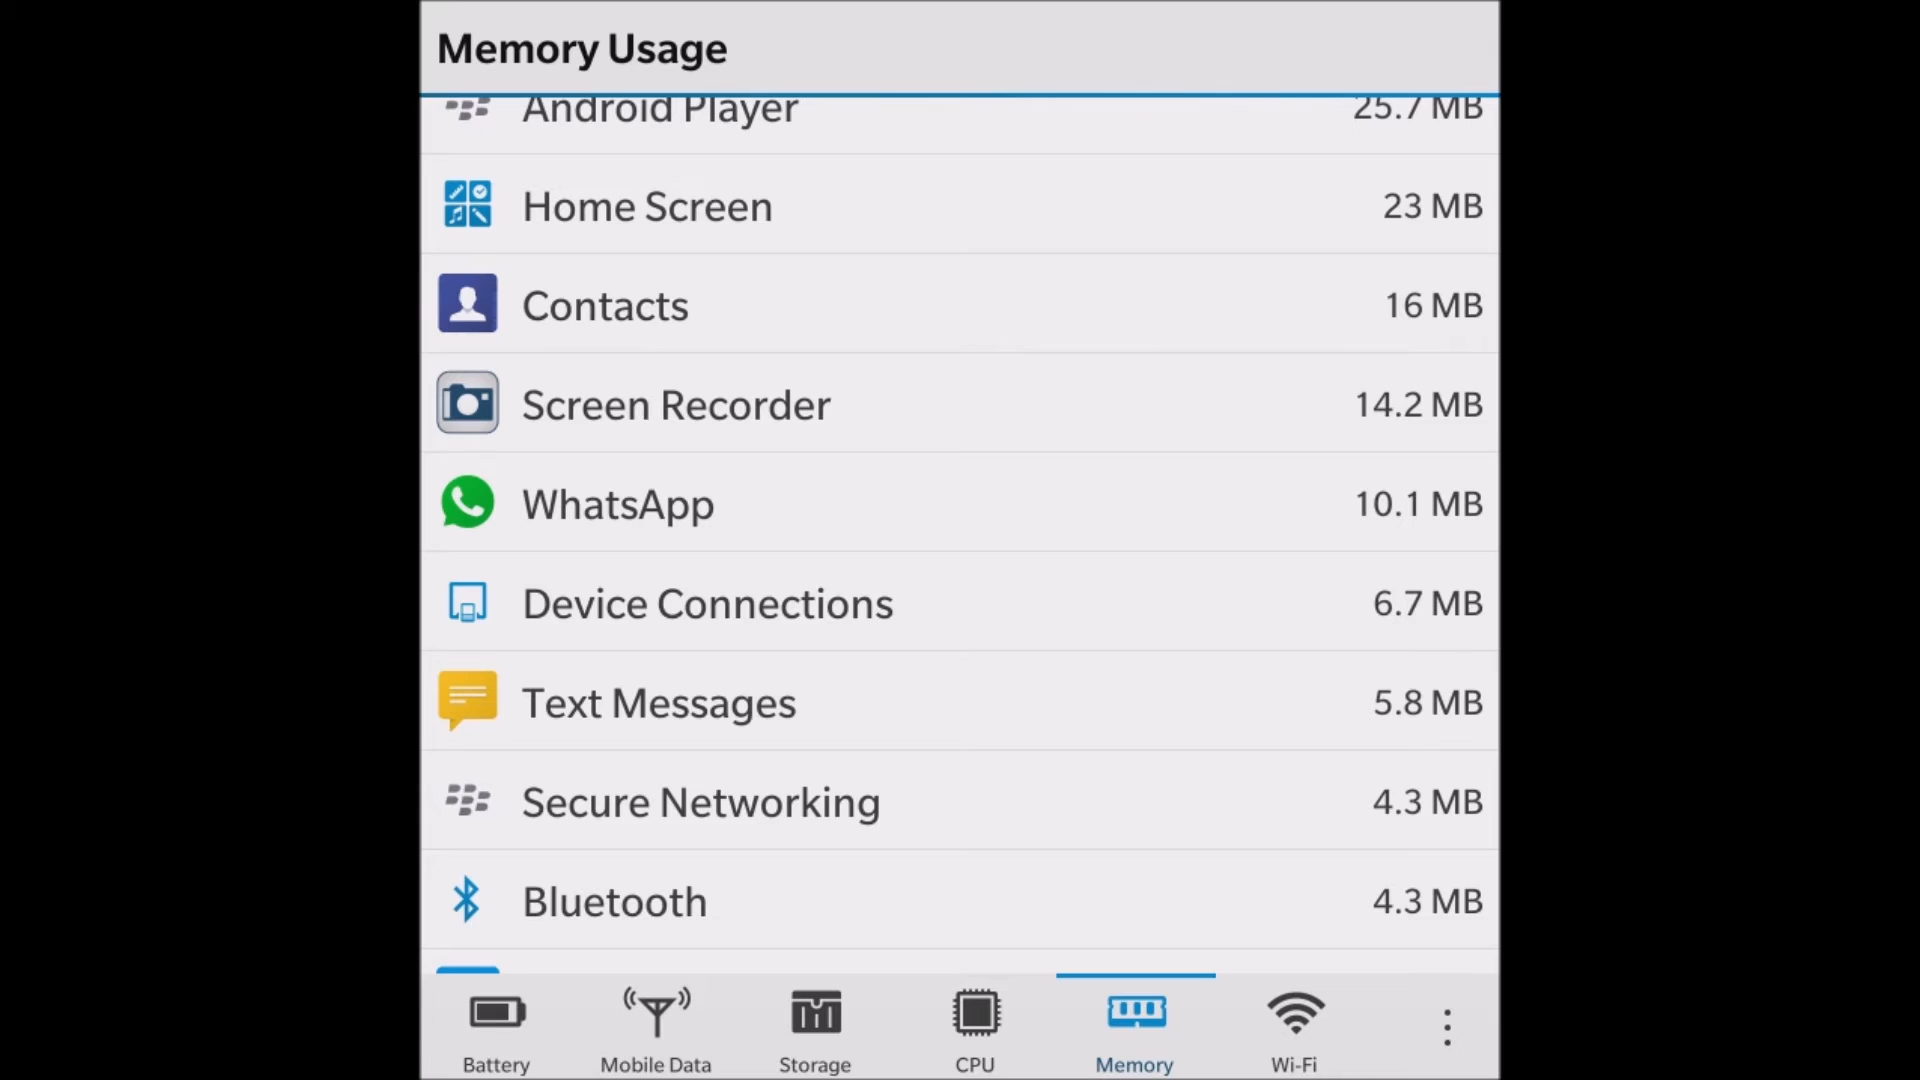 Memory Usage
Android Player 25.7 MB
Home Screen 23 MB
Contacts 16 MB
Screen Recorder 14.2 MB
WhatsApp 10.1 MB
Device Connections 6.7 MB
Text Messages 5.8 MB
Secure Networking 4.3 MB
Bluetooth 4.3 MB
Battery Mobile Data Storage CPU Memory Wi-Fi